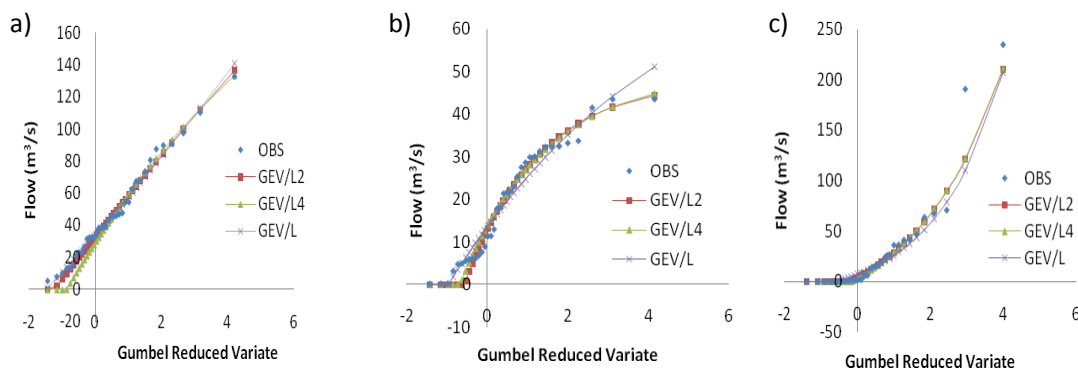 a)
160
140
120
100
80
60
40
20
0
-20
-2
0
2
4
6
Flow (m³/s)
Gumbel Reduced Variate
OBS
GEV/L2
GEV/L4
GEV/L
b)
60
50
40
30
20
10
0
-10
-2
0
2
4
6
Flow (m³/s)
Gumbel Reduced Variate
OBS
GEV/L2
GEV/L4
GEV/L
c)
250
200
150
100
50
0
-50
-2
0
2
4
6
Flow (m³/s)
Gumbel Reduced Variate
OBS
GEV/L2
GEV/L4
GEV/L